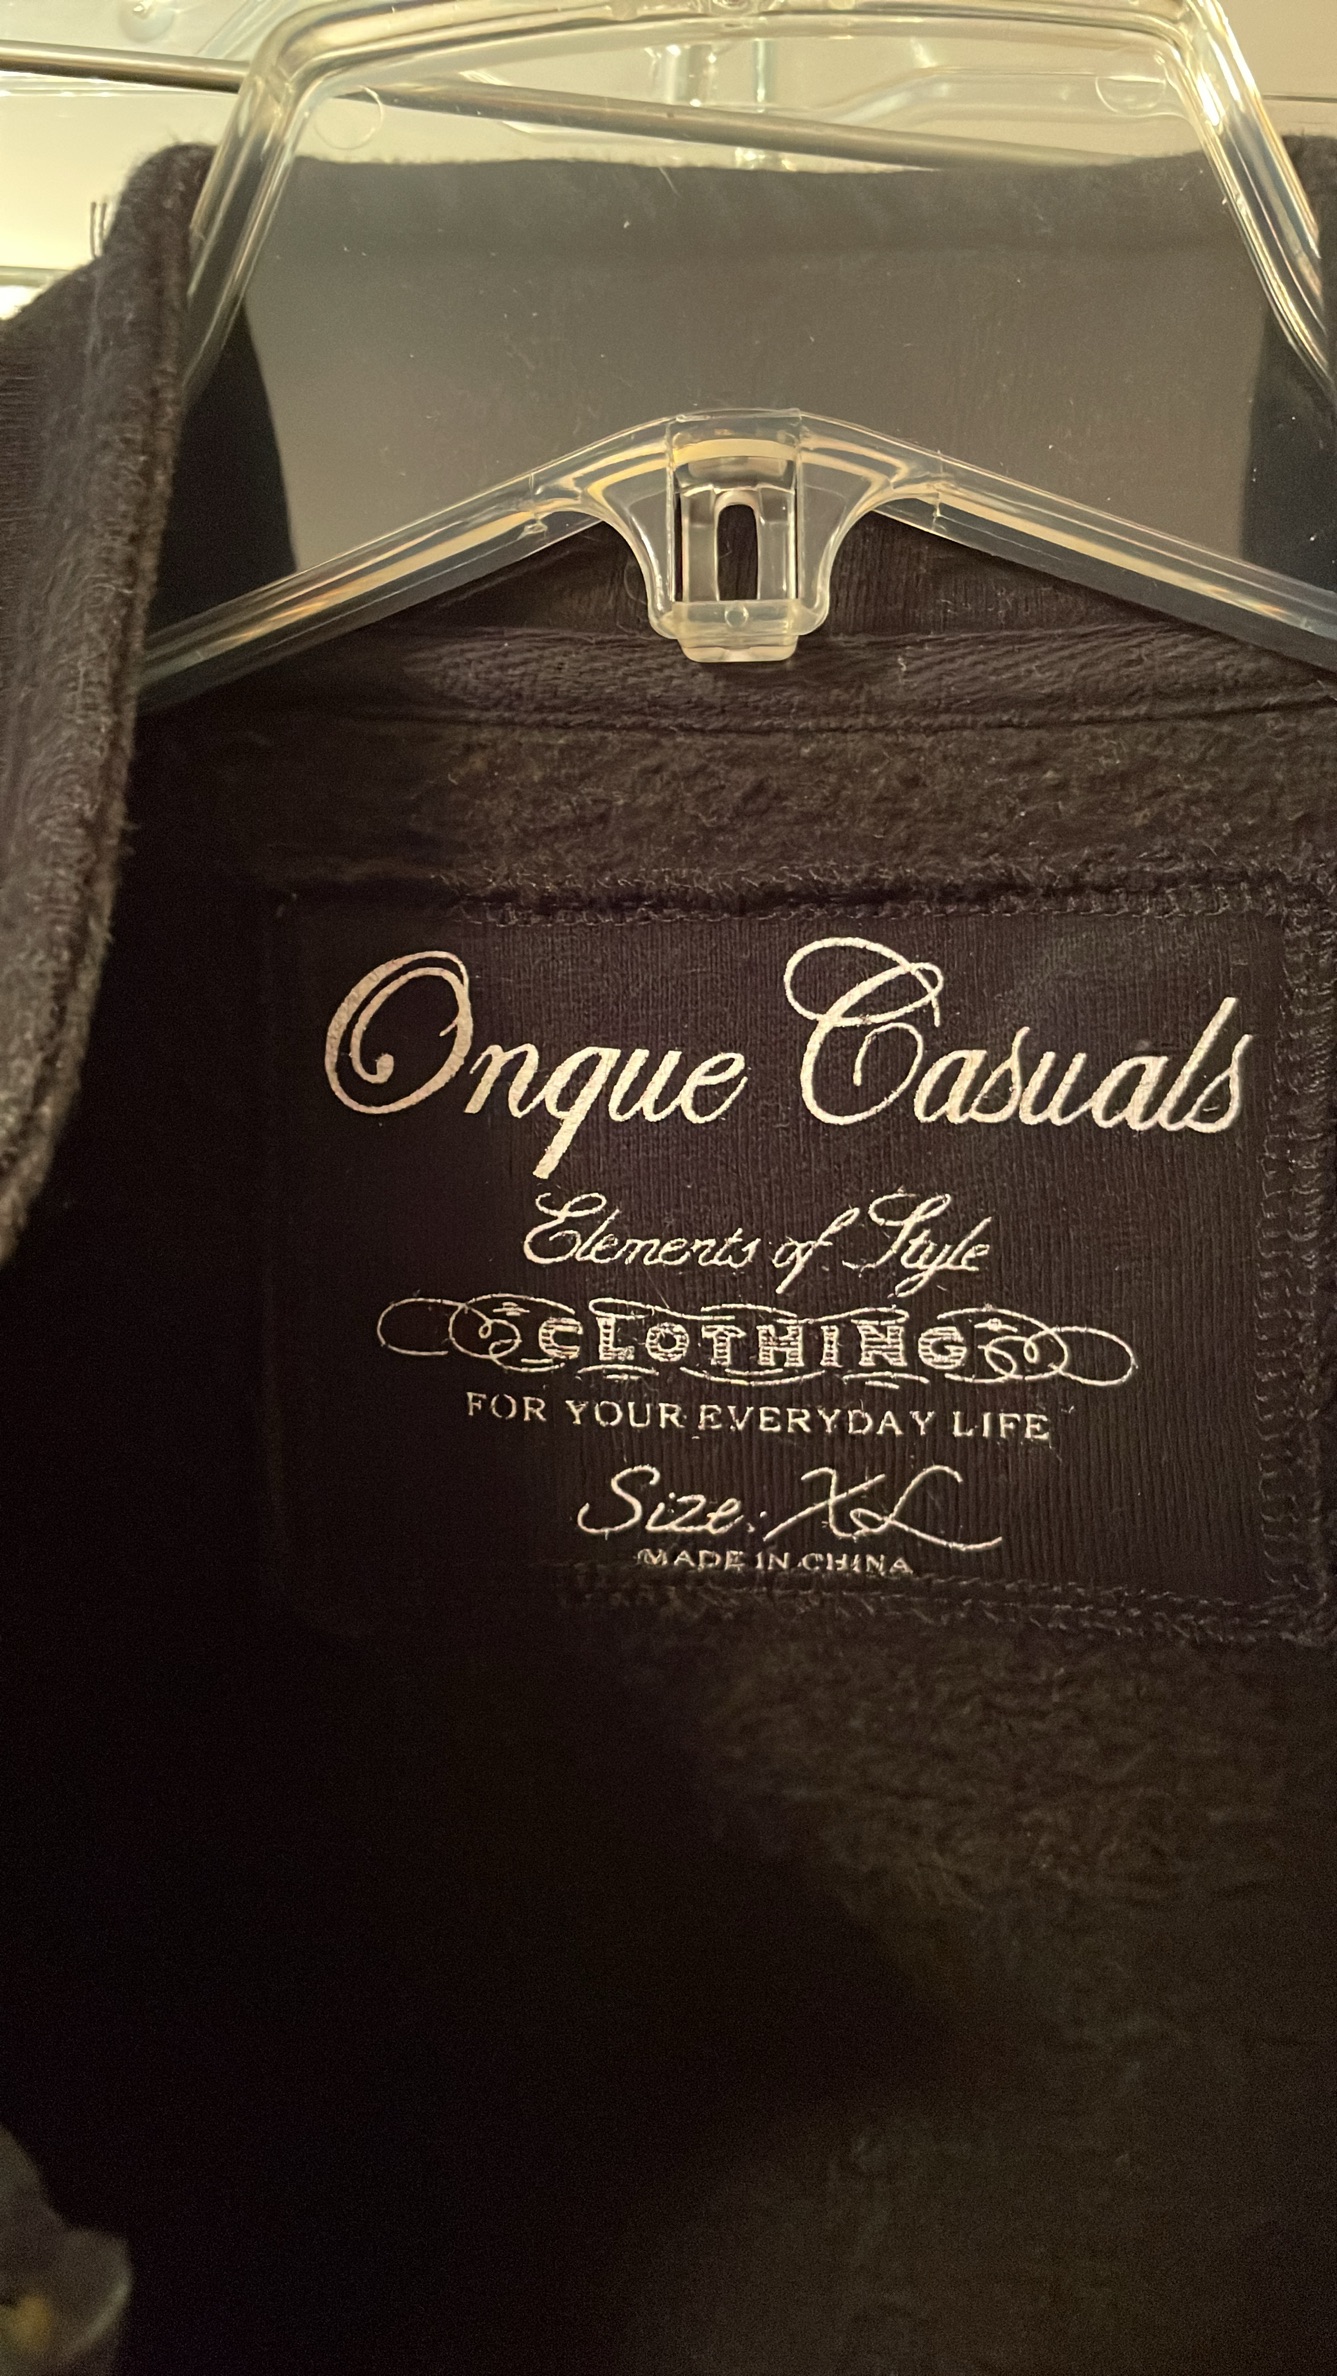 Onque Casuals
Elements of Style
CLOTHING
FOR YOUR EVERYDAY LIFE
Size: XL
MADE IN CHINA